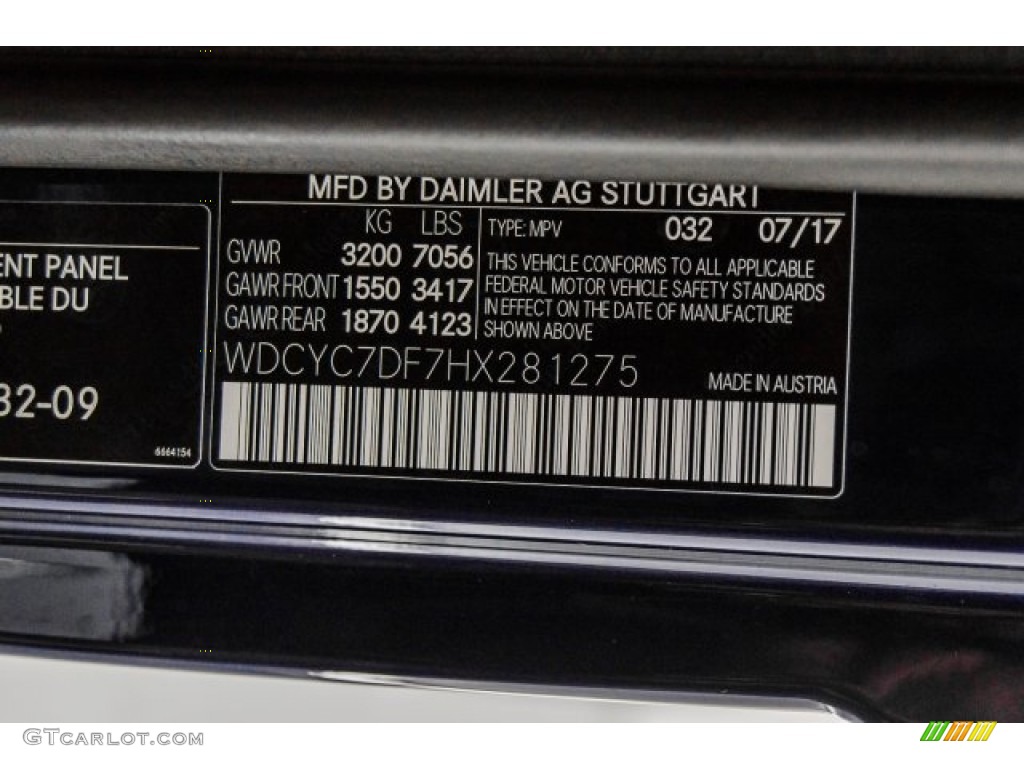 MFD BY DAIMLER AG STUTTGART
KG LBS
GVWR 3200 7056
GAWR FRONT 1550 3417
GAWR REAR 1870 4123
TYPE: MPV 032 07/17
THIS VEHICLE CONFORMS TO ALL APPLICABLE
FEDERAL MOTOR VEHICLE SAFETY STANDARDS
IN EFFECT ON THE DATE OF MANUFACTURE
SHOWN ABOVE
WDCYC7DF7HX281275
MADE IN AUSTRIA
ENT PANEL
BLE DU
32-09
6664154
GTCarLot.com